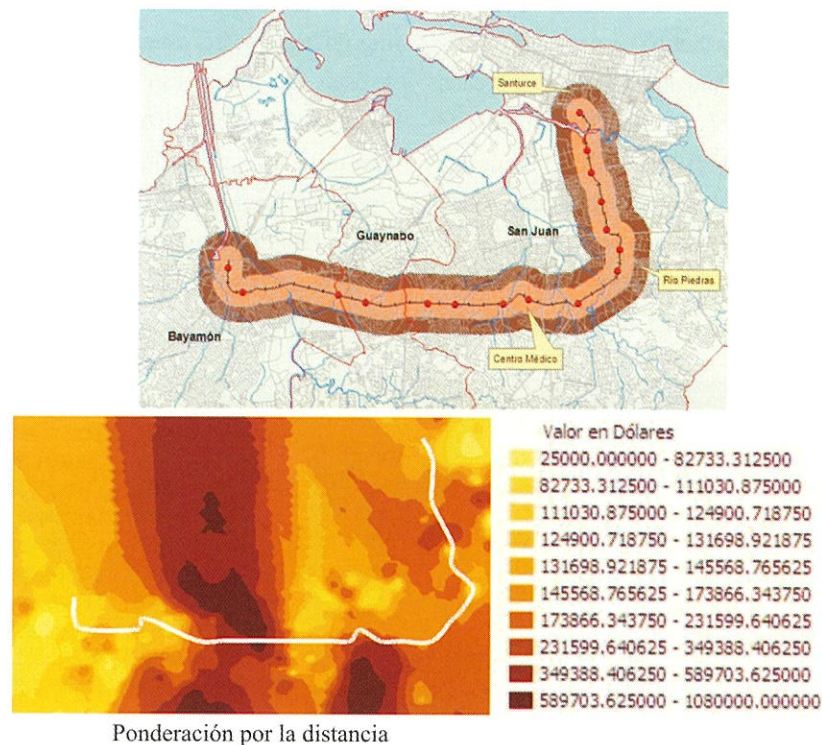 Santurce
Guaynabo
San Juan
Río Piedras
Bayamón
Centro Médico
Valor en Dólares
25000.000000 - 82733.312500
82733.312500 - 111030.875000
111030.875000 - 124900.718750
124900.718750 - 131698.921875
131698.921875 - 145568.765625
145568.765625 - 173866.343750
173866.343750 - 231599.640625
231599.640625 - 349388.406250
349388.406250 - 589703.625000
589703.625000 - 1080000.000000
Ponderación por la distancia